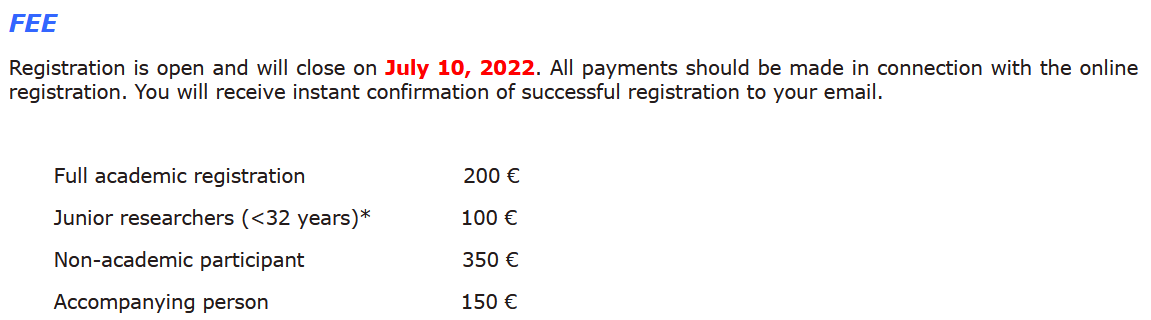 FEE
Registration is open and will close on July 10, 2022. All payments should be made in connection with the online
registration. You will receive instant confirmation of successful registration to your email.
Full academic registration 200 €
Junior researchers (<32 years)* 100 €
Non-academic participant 350 €
Accompanying person 150 €